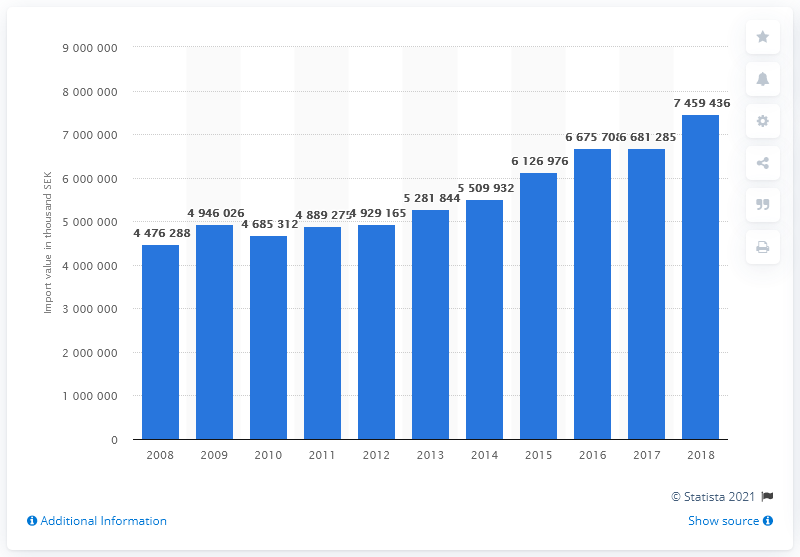 9 000 000
8 000 000
7 000 000
6 000 000
5 000 000
4 000 000
3 000 000
2 000 000
1 000 000
0
Import value in thousand SEK
4 476 288
4 946 026
4 685 312
4 889 275
4 929 165
5 281 844
5 509 932
6 126 976
6 675 708
6 681 285
7 459 436
2008 2009 2010 2011 2012 2013 2014 2015 2016 2017 2018
© Statista 2021
Additional Information
Show source